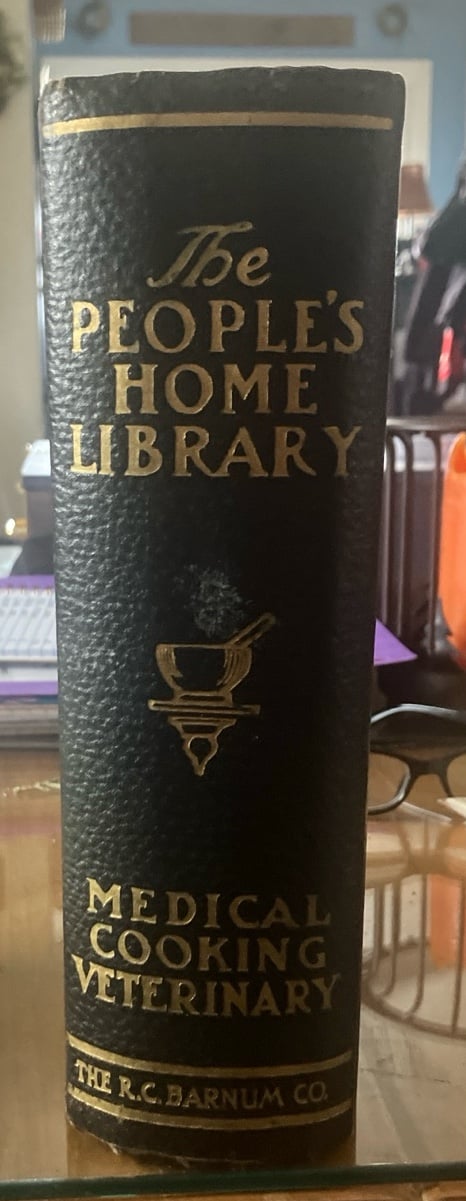 The
PEOPLE'S
HOME
LIBRARY
MEDICAL
COOKING
VETERINARY
THE R.C. BARNUM CO.